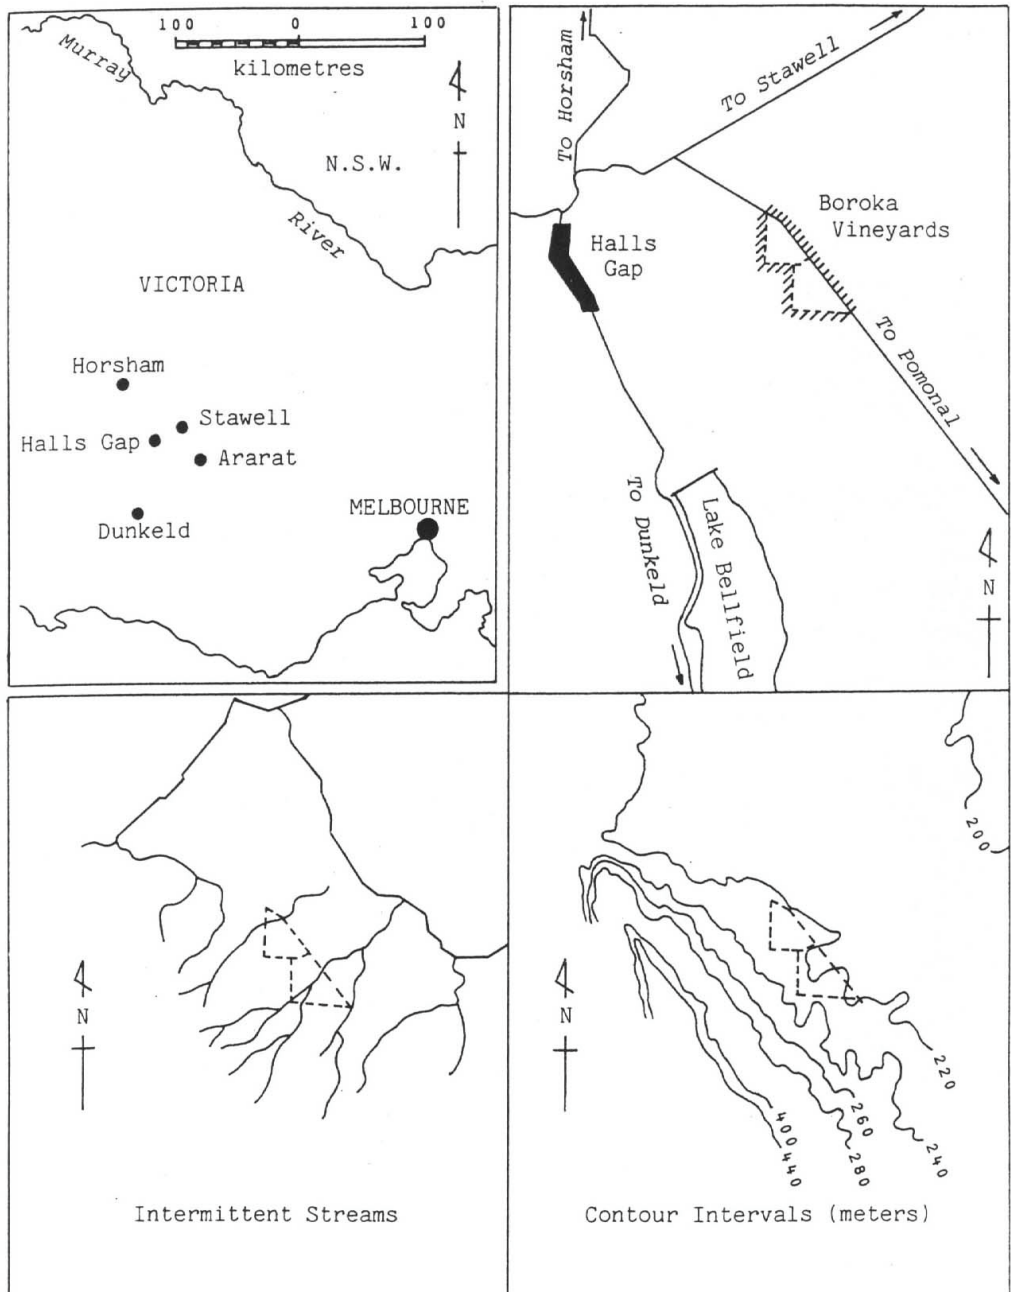 100 0 100
kilometres
Murray
N
N.S.W.
River
VICTORIA
Horsham
Stawell
Halls Gap
Ararat
Dunkeld
MELBOURNE
To Horsham
To Stawell
Boroka
Vineyards
Halls
Gap
To Pomonal
To Dunkeld
Lake Bellfield
N
N
Intermittent Streams
200
N
220
260
400
240
280
440
Contour Intervals (meters)